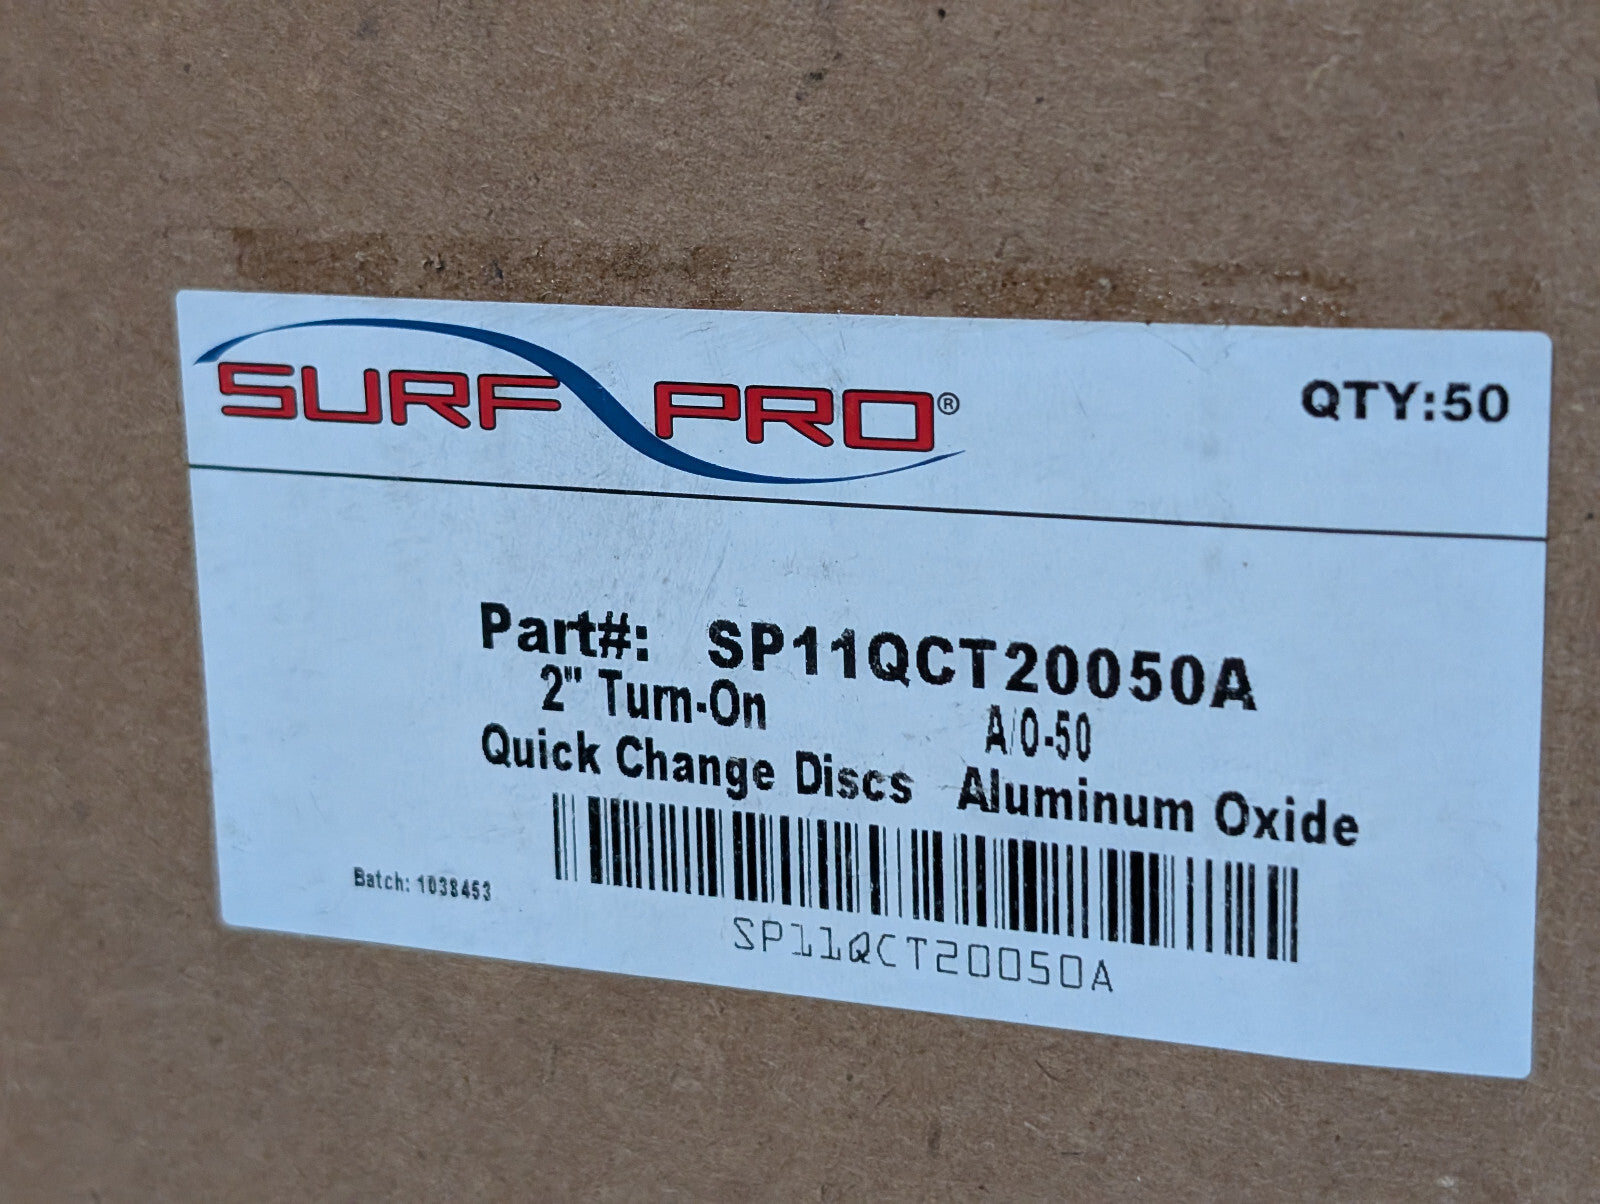 SURF PRO®
QTY:50
Part#: SP11QCT20050A
2" Turn-On A/O-50
Quick Change Discs Aluminum Oxide
Batch: 1038453
SP11QCT20050A